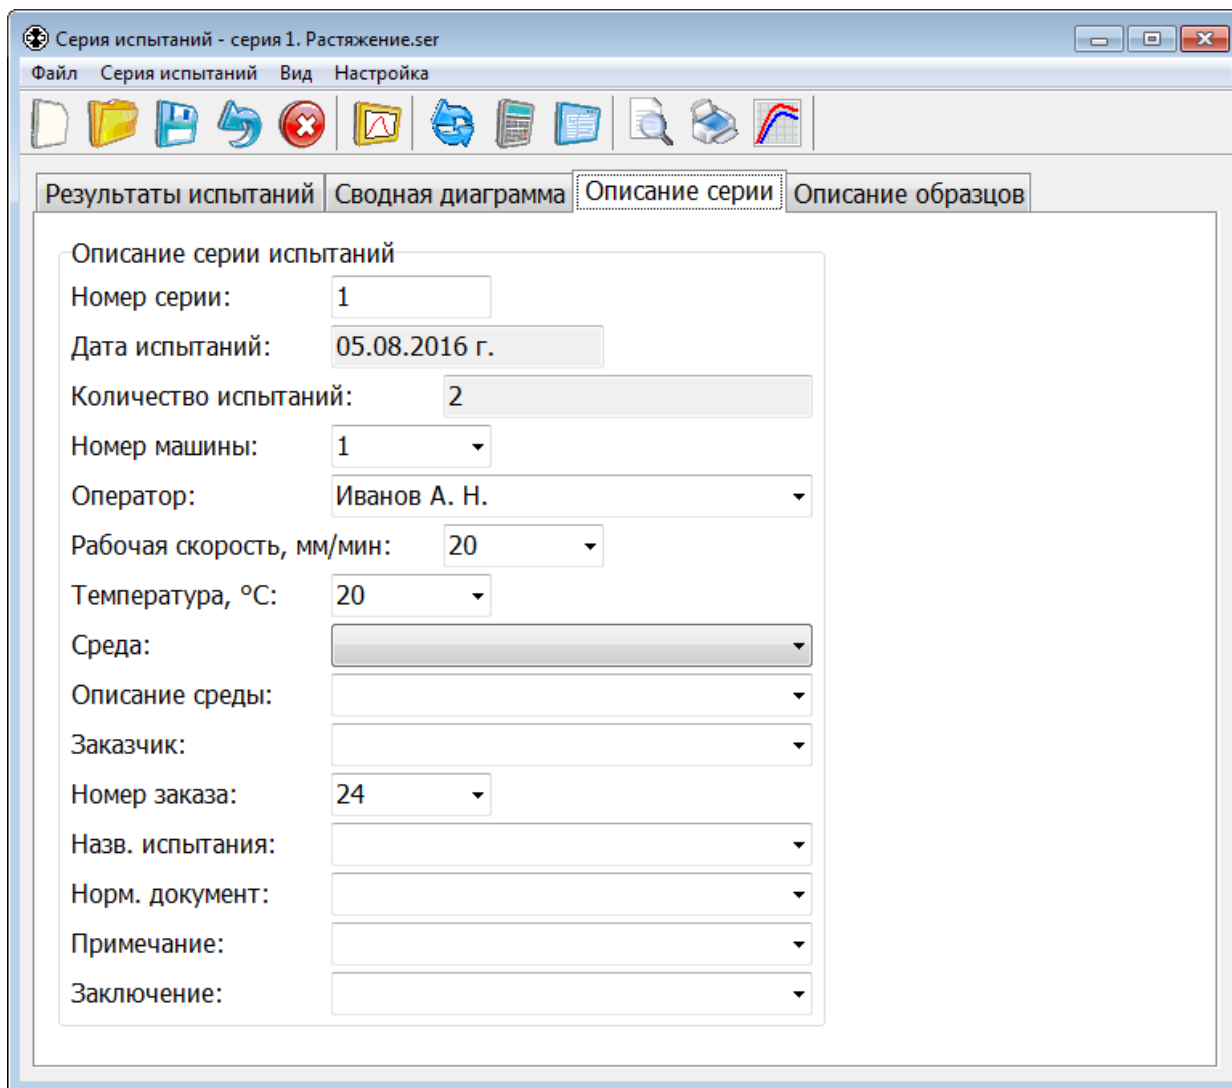 Серия испытаний - серия 1. Растяжение.ser
Файл Серия испытаний Вид Настройка
Результаты испытаний Сводная диаграмма Описание серии Описание образцов
Описание серии испытаний
Номер серии: 1
Дата испытаний: 05.08.2016 г.
Количество испытаний: 2
Номер машины: 1
Оператор: Иванов А. Н.
Рабочая скорость, мм/мин: 20
Температура, °C: 20
Среда:
Описание среды:
Заказчик:
Номер заказа: 24
Назв. испытания:
Норм. документ:
Примечание:
Заключение: